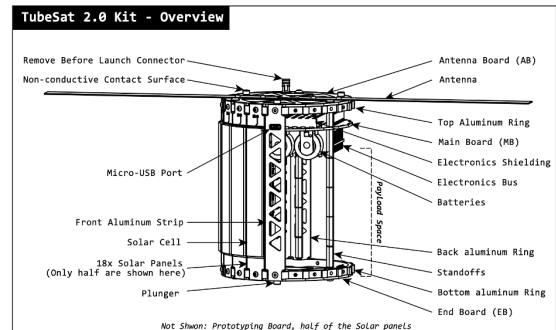 TubeSat 2.0 Kit - Overview
Remove Before Launch Connector
Non-conductive Contact Surface
Micro-USB Port
Front Aluminum Strip
Solar Cell
18x Solar Panels
(Only half are shown here)
Plunger
Antenna Board (AB)
Antenna
Top Aluminum Ring
Main Board (MB)
Electronics Shielding
Electronics Bus
Batteries
Payload Space
Back aluminum Ring
Standoffs
Bottom aluminum Ring
End Board (EB)
Not Shwon: Prototyping Board, half of the Solar panels